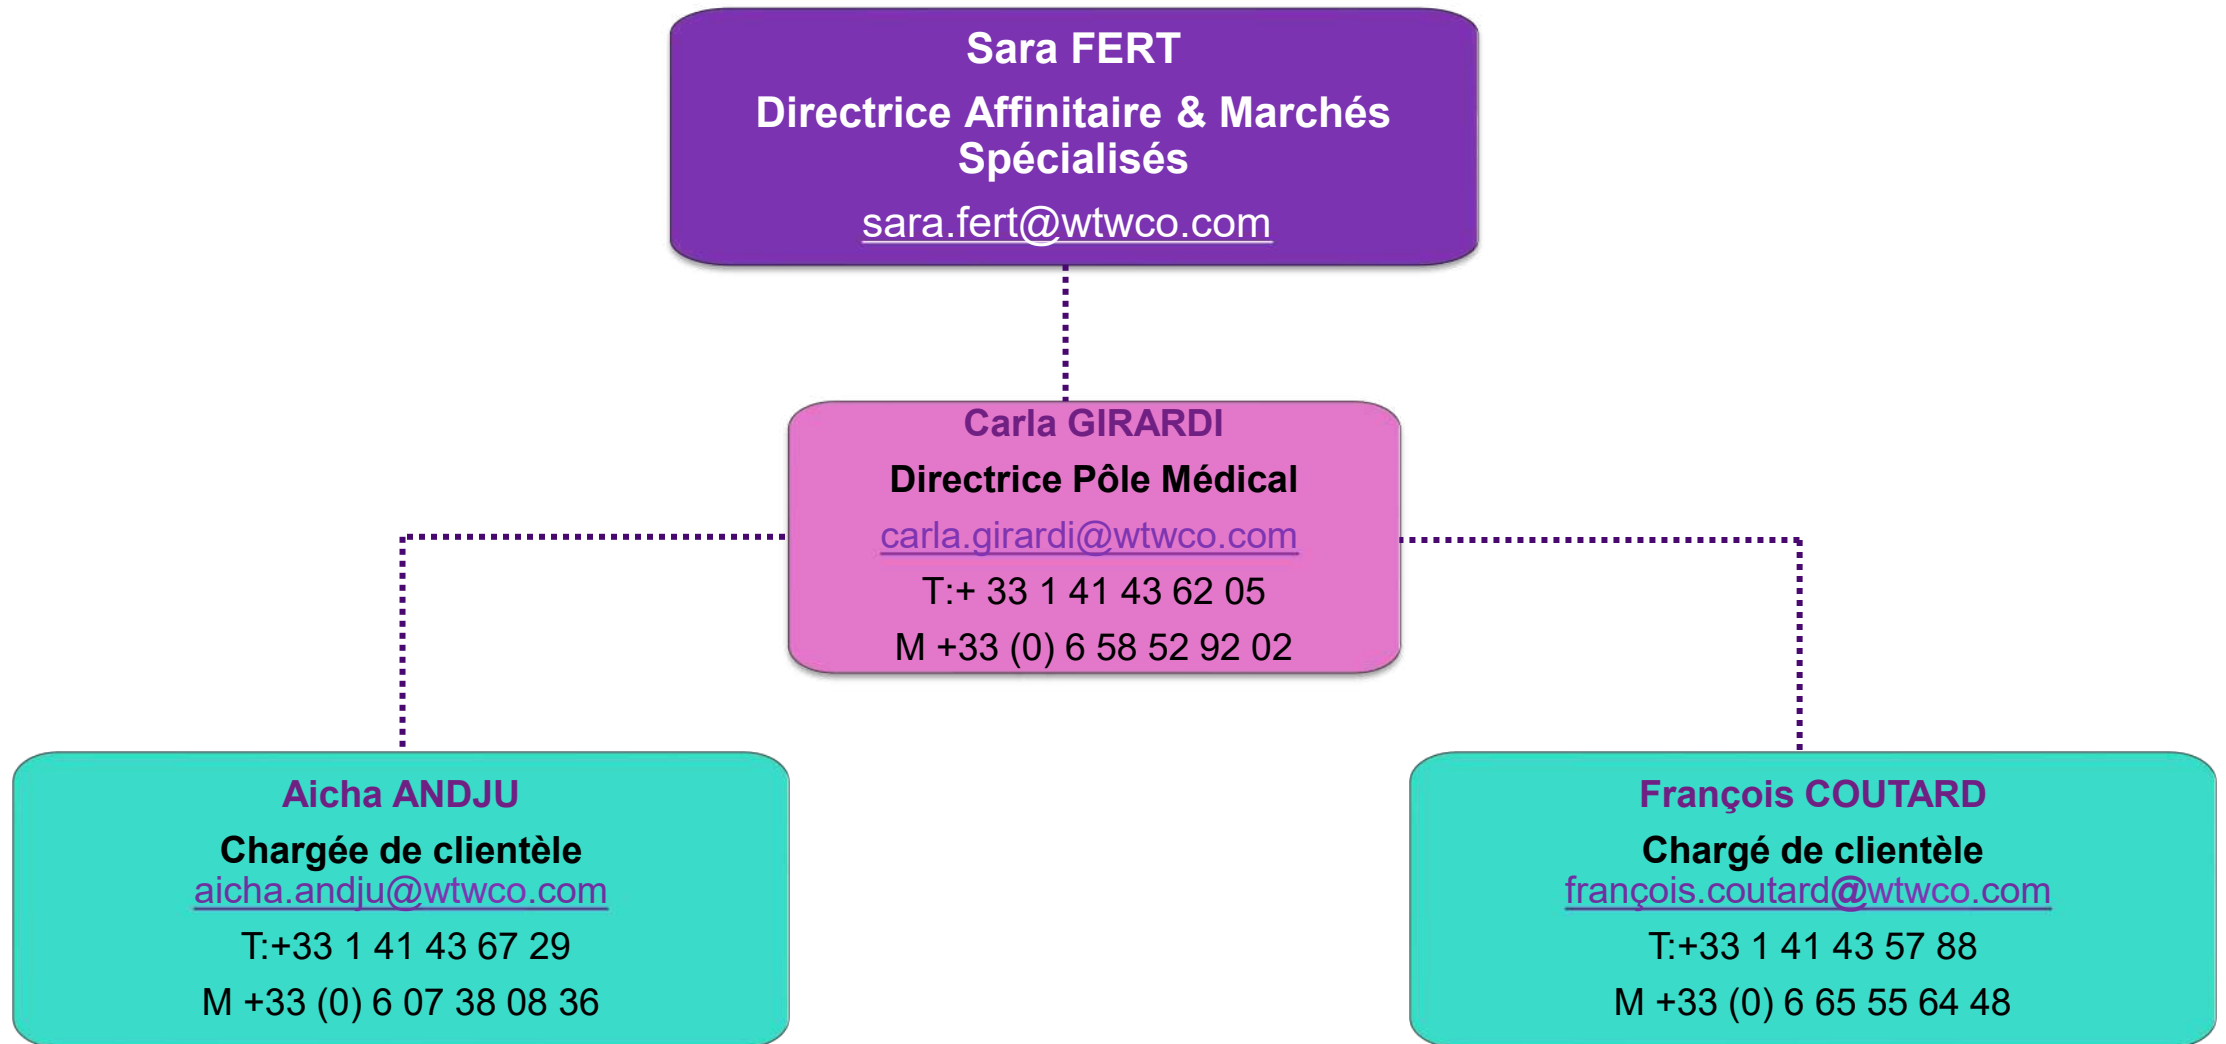 Sara FERT
Directrice Affinitaire & Marchés
Spécialisés
sara.fert@wtwco.com
Carla GIRARDI
Directrice Pôle Médical
carla.girardi@wtwco.com
T:+ 33 1 41 43 62 05
M +33 (0) 6 58 52 92 02
Aicha ANDJU
Chargée de clientèle
aicha.andju@wtwco.com
T:+33 1 41 43 67 29
M +33 (0) 6 07 38 08 36
François COUTARD
Chargé de clientèle
françois.coutard@wtwco.com
T:+33 1 41 43 57 88
M +33 (0) 6 65 55 64 48